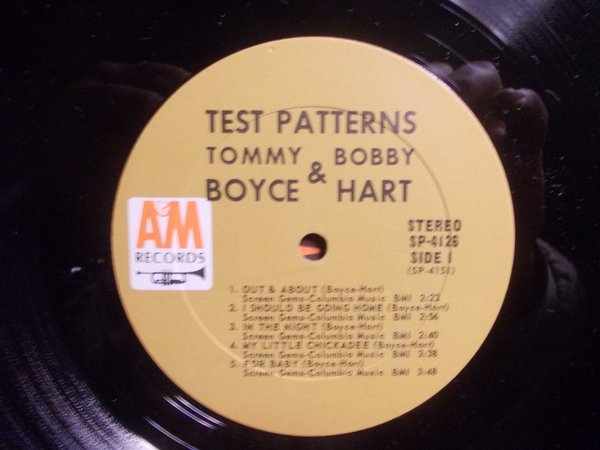 TEST PATTERNS
TOMMY BOBBY
BOYCE & HART
A&M
RECORDS
STEREO
SP-4126
SIDE 1
(SP-4151)
1. OUT & ABOUT (Boyce-Hart)
Screen Gems-Columbia Music BMI 2:23
2. I SHOULD BE GOING HOME (Boyce-Hart)
Screen Gems-Columbia Music BMI 2:56
3. IN THE NIGHT (Boyce-Hart)
Screen Gems-Columbia Music BMI 2:40
4. MY LITTLE CHICKADEE (Boyce-Hart)
Screen Gems-Columbia Music BMI 2:38
5. FOR BABY (Boyce-Hart)
Screen Gems-Columbia Music BMI 2:48